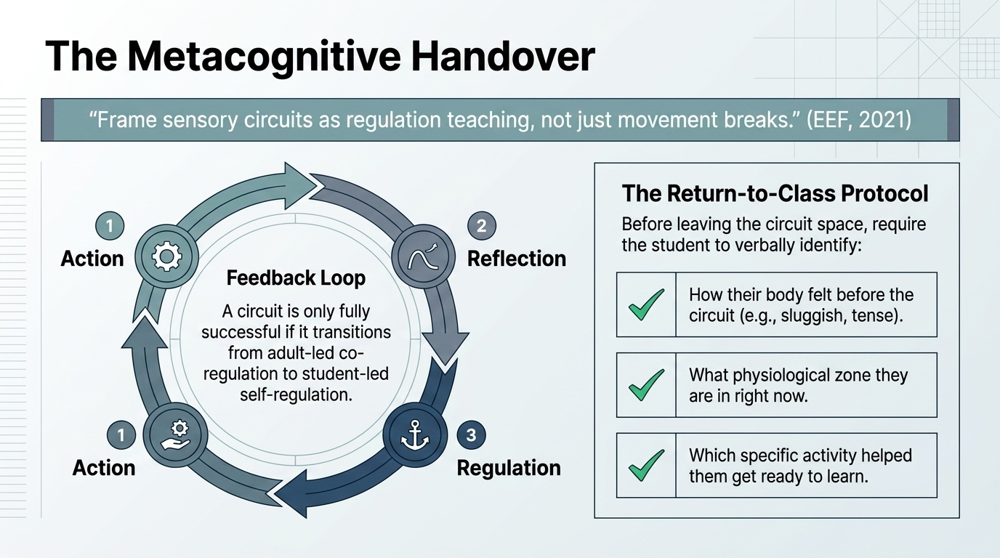 The Metacognitive Handover
“Frame sensory circuits as regulation teaching, not just movement breaks.” (EEF, 2021)
1
Action
2
Reflection
Feedback Loop
A circuit is only fully
successful if it transitions
from adult-led co-
regulation to student-led
self-regulation.
1
Action
3
Regulation
The Return-to-Class Protocol
Before leaving the circuit space, require
the student to verbally identify:
How their body felt before the
circuit (e.g., sluggish, tense).
What physiological zone they
are in right now.
Which specific activity helped
them get ready to learn.